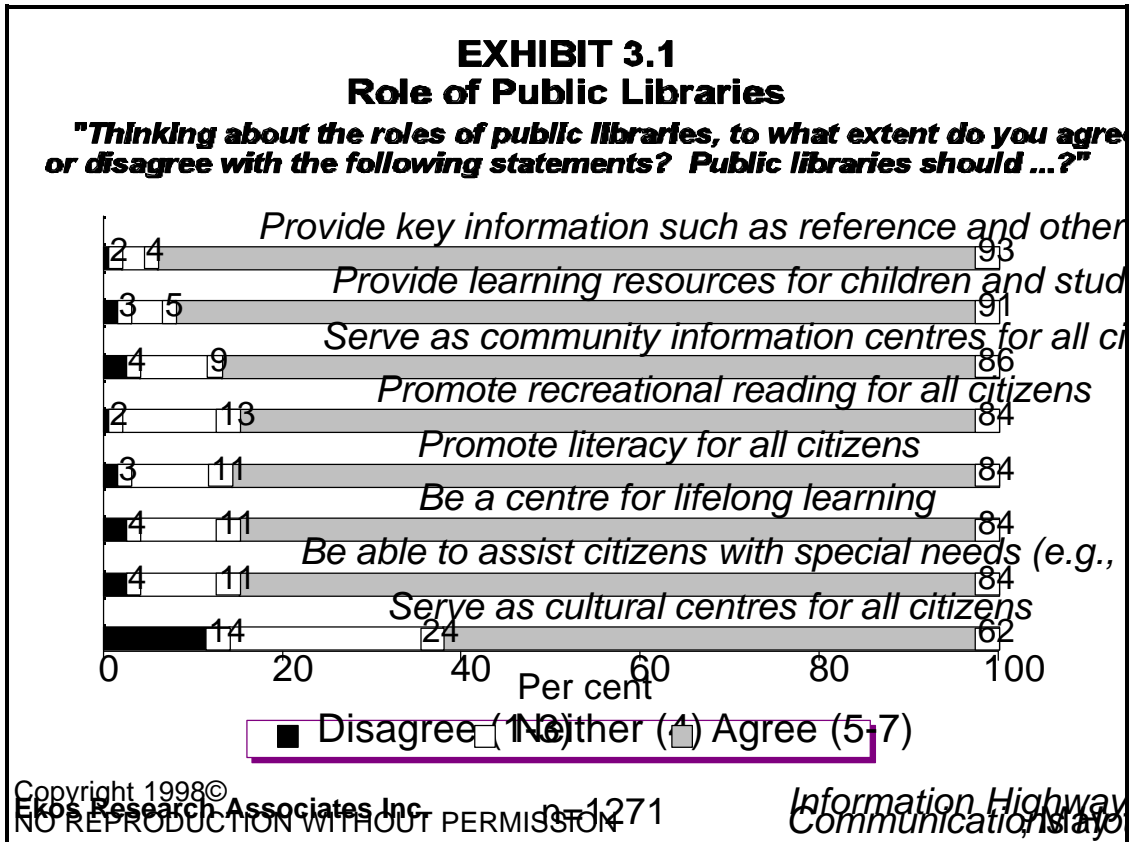 EXHIBIT 3.1
Role of Public Libraries
"Thinking about the roles of public libraries, to what extent do you agre
or disagree with the following statements? Public libraries should ...?"
Provide key information such as reference and other
2 4 93
Provide learning resources for children and stud
3 5 91
Serve as community information centres for all ci
4 9 86
Promote recreational reading for all citizens
2 13 84
Promote literacy for all citizens
3 11 84
Be a centre for lifelong learning
4 11 84
Be able to assist citizens with special needs (e.g.,
4 11 84
Serve as cultural centres for all citizens
14 24 62
0 20 40 60 80 100
Per cent
Disagree (1-3) Neither (4) Agree (5-7)
Copyright 1998©
Ekos Research Associates Inc.
NO REPRODUCTION WITHOUT PERMISSION
n=1271
Information Highway
Communications